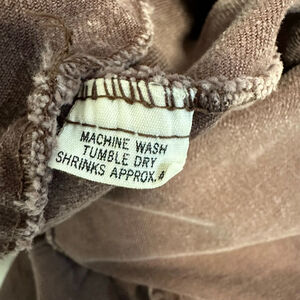 MACHINE WASH
TUMBLE DRY
SHRINKS APPROX. 4